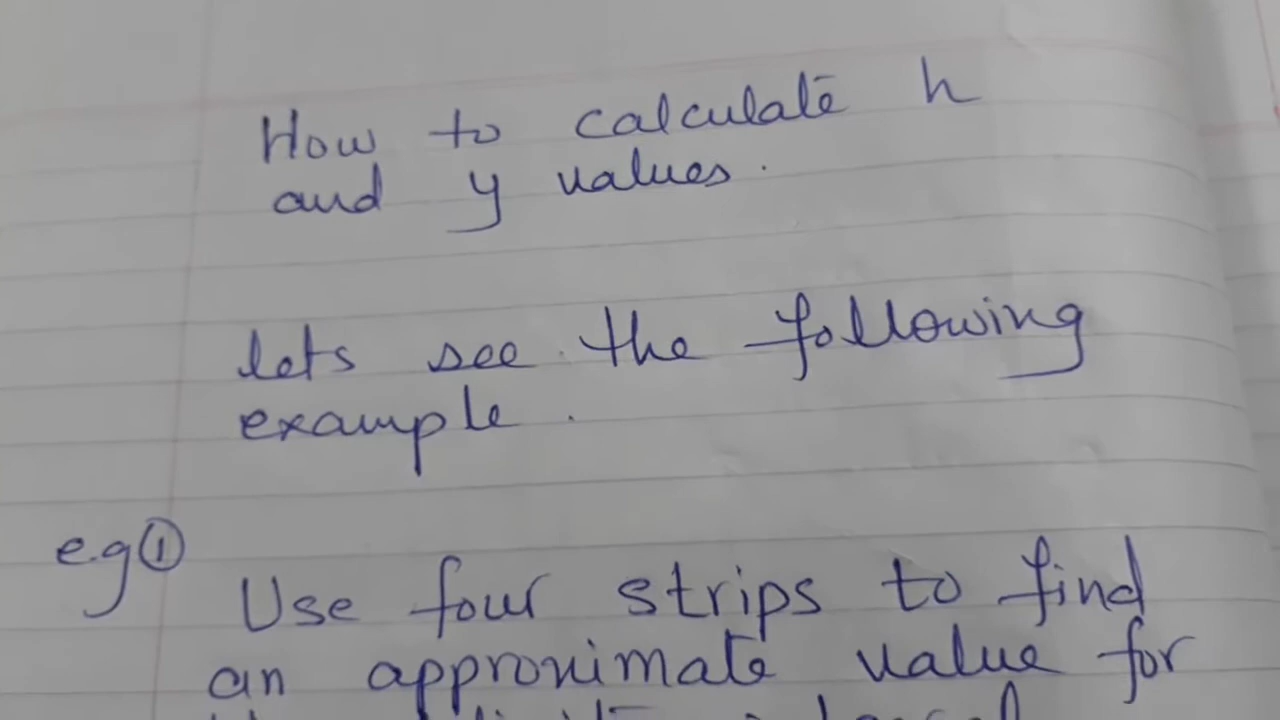 How to calculate h
and y values.
lets see the following
example.
e.g ①
Use four strips to find
an approximate value for